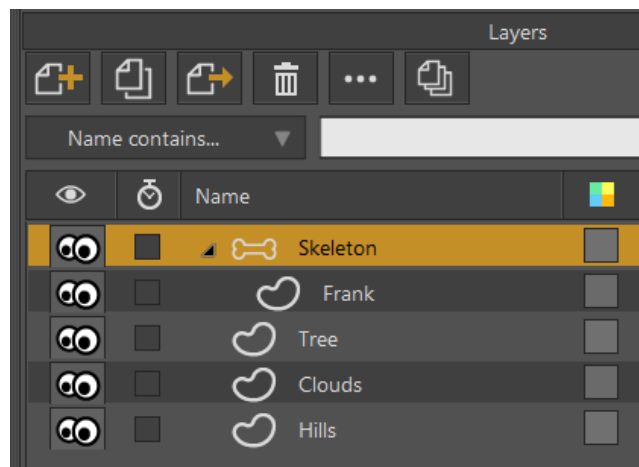 Layers
Name contains...
Name
Skeleton
Frank
Tree
Clouds
Hills